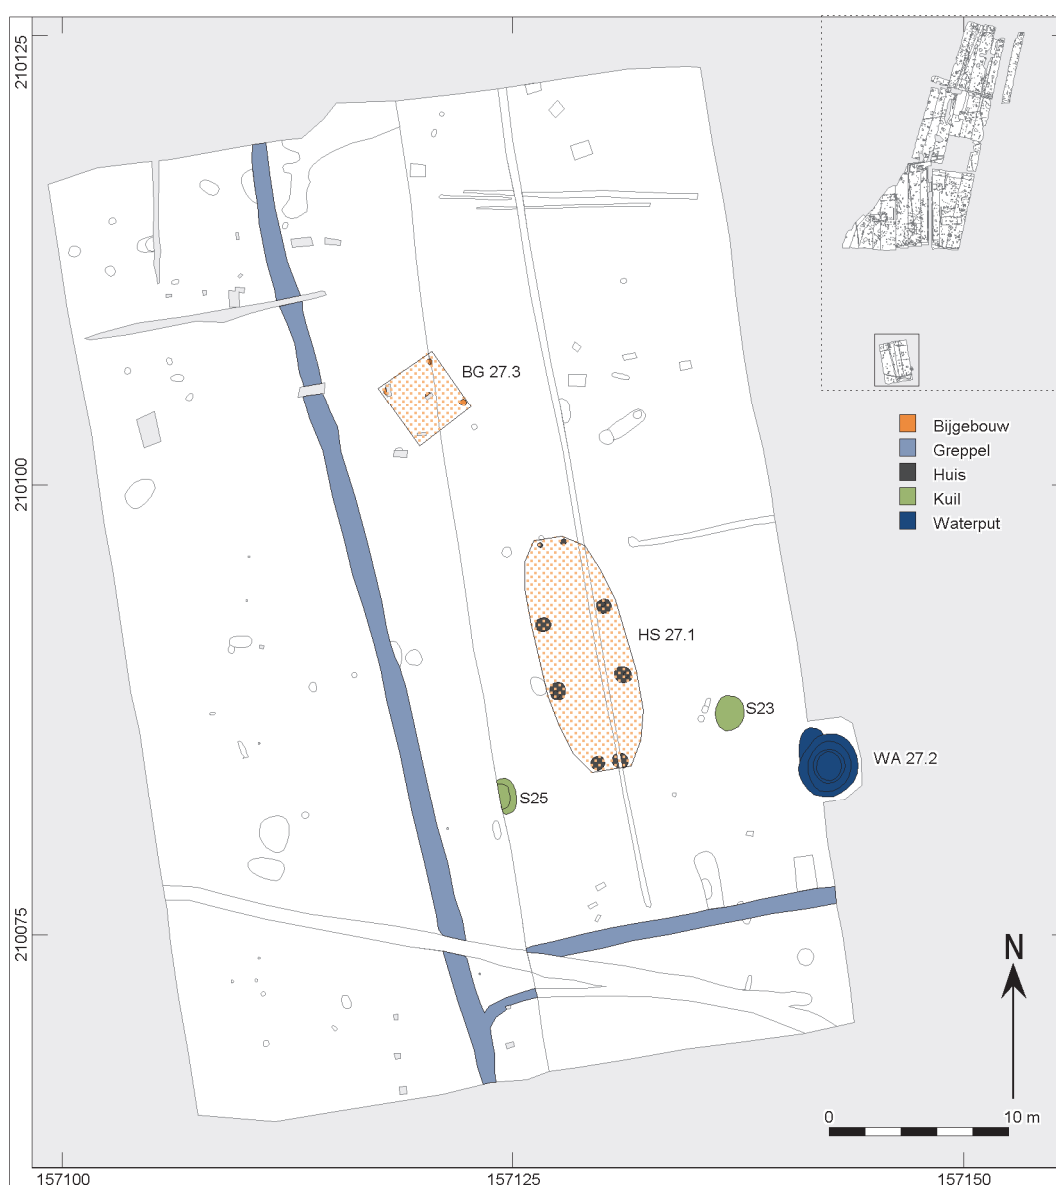 210125
BG 27.3
Bijgebouw
Greppel
Huis
Kuil
Waterput
210100
HS 27.1
S23
WA 27.2
S25
210075
N
0 10 m
157100 157125 157150